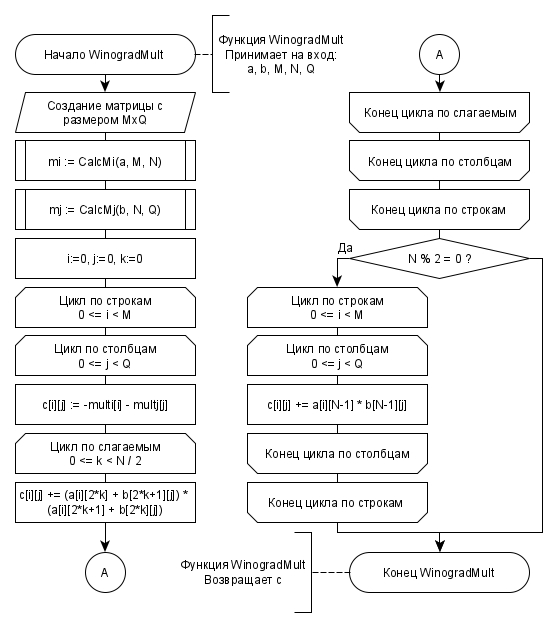 Начало WinogradMult
Функция WinogradMult
Принимает на вход:
a, b, M, N, Q
Создание матрицы с
размером MxQ
mi := CalcMi(a, M, N)
mj := CalcMj(b, N, Q)
i:=0, j:=0, k:=0
Цикл по строкам
0 <= i < M
Цикл по столбцам
0 <= j < Q
c[i][j] := -multi[i] - multj[j]
Цикл по слагаемым
0 <= k < N / 2
c[i][j] += (a[i][2*k] + b[2*k+1][j]) *
(a[i][2*k+1] + b[2*k][j])
A
A
Конец цикла по слагаемым
Конец цикла по столбцам
Конец цикла по строкам
N % 2 = 0 ?
Да
Цикл по строкам
0 <= i < M
Цикл по столбцам
0 <= j < Q
c[i][j] += a[i][N-1] * b[N-1][j]
Конец цикла по столбцам
Конец цикла по строкам
Функция WinogradMult
Возвращает c
Конец WinogradMult